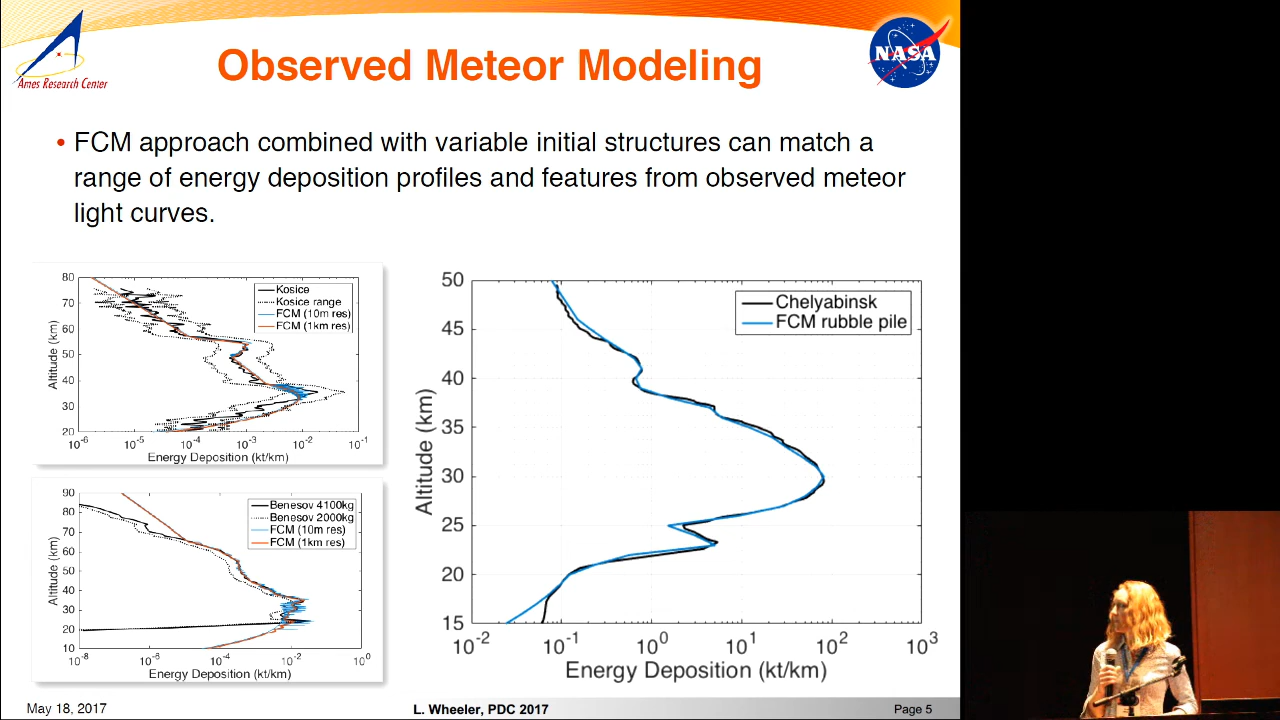 Ames Research Center
NASA
Observed Meteor Modeling
• FCM approach combined with variable initial structures can match a
range of energy deposition profiles and features from observed meteor
light curves.
80
70
60
50
40
30
20
Altitude (km)
Kosice
Kosice range
FCM (10m res)
FCM (1km res)
10^-6 10^-5 10^-4 10^-3 10^-2 10^-1
Energy Deposition (kt/km)
90
80
70
60
50
40
30
20
10
Altitude (km)
Benesov 4100kg
Benesov 2000kg
FCM (10m res)
FCM (1km res)
10^-8 10^-6 10^-4 10^-2 10^0
Energy Deposition (kt/km)
50
45
40
35
30
25
20
15
Altitude (km)
Chelyabinsk
FCM rubble pile
10^-2 10^-1 10^0 10^1 10^2 10^3
Energy Deposition (kt/km)
May 18, 2017
L. Wheeler, PDC 2017
Page 5